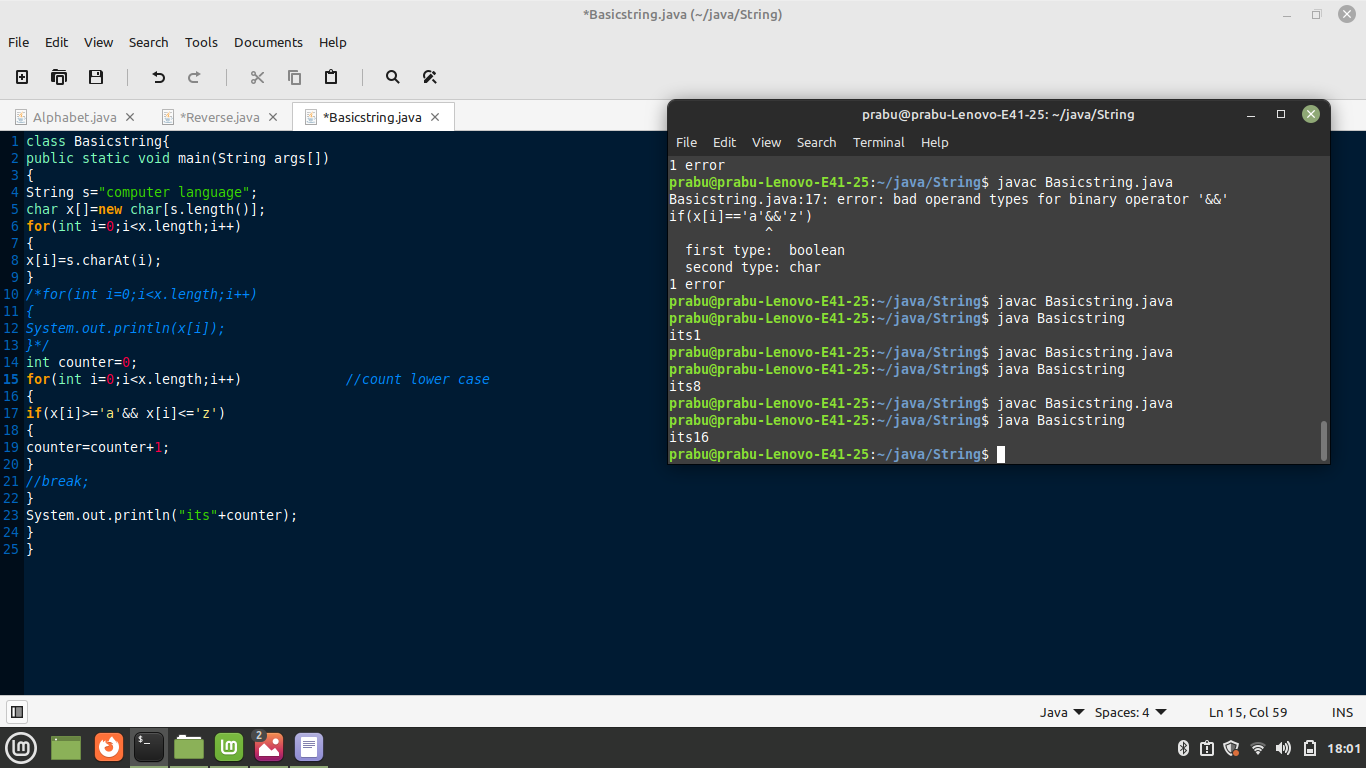 *Basicstring.java (~/java/String)
File Edit View Search Tools Documents Help
Alphabet.java *Reverse.java *Basicstring.java
1 class Basicstring{
2 public static void main(String args[])
3 {
4 String s="computer language";
5 char x[]=new char[s.length()];
6 for(int i=0;i<x.length;i++)
7 {
8 x[i]=s.charAt(i);
9 }
10 /*for(int i=0;i<x.length;i++)
11 {
12 System.out.println(x[i]);
13 }*/
14 int counter=0;
15 for(int i=0;i<x.length;i++) //count lower case
16 {
17 if(x[i]>='a'&& x[i]<='z')
18 {
19 counter=counter+1;
20 }
21 //break;
22 }
23 System.out.println("its"+counter);
24 }
25 }
prabu@prabu-Lenovo-E41-25: ~/java/String
File Edit View Search Terminal Help
1 error
prabu@prabu-Lenovo-E41-25:~/java/String$ javac Basicstring.java
Basicstring.java:17: error: bad operand types for binary operator '&&'
if(x[i]=='a'&&'z')
^
first type:  boolean
second type: char
1 error
prabu@prabu-Lenovo-E41-25:~/java/String$ javac Basicstring.java
prabu@prabu-Lenovo-E41-25:~/java/String$ java Basicstring
its1
prabu@prabu-Lenovo-E41-25:~/java/String$ javac Basicstring.java
prabu@prabu-Lenovo-E41-25:~/java/String$ java Basicstring
its8
prabu@prabu-Lenovo-E41-25:~/java/String$ javac Basicstring.java
prabu@prabu-Lenovo-E41-25:~/java/String$ java Basicstring
its16
prabu@prabu-Lenovo-E41-25:~/java/String$
Java Spaces: 4 Ln 15, Col 59 INS
$_ 2 18:01